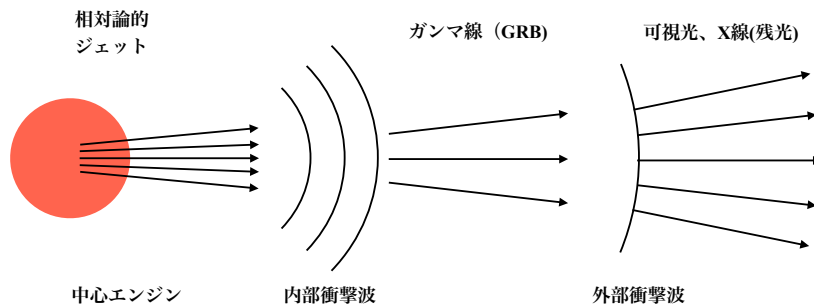 相対論的
ジェット
ガンマ線（GRB)
可視光、X線(残光)
中心エンジン
内部衝撃波
外部衝撃波